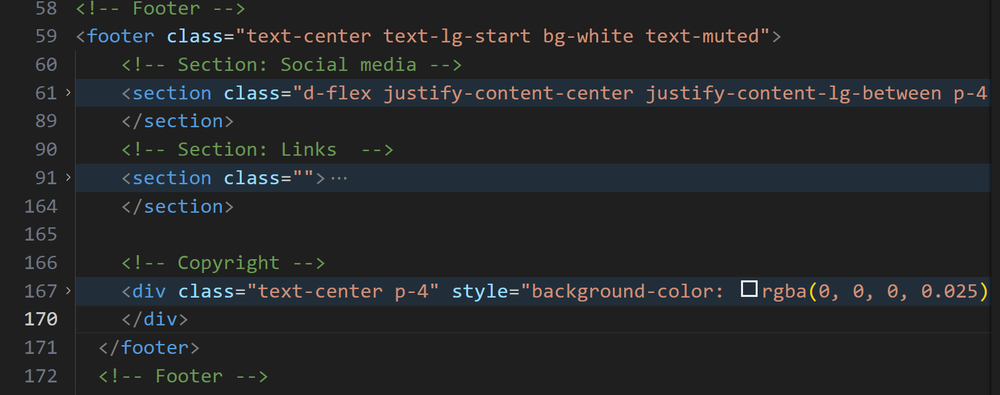 58 <!-- Footer -->
59 <footer class="text-center text-lg-start bg-white text-muted">
60 <!-- Section: Social media -->
61 <section class="d-flex justify-content-center justify-content-lg-between p-4
89 </section>
90 <!-- Section: Links  -->
91 <section class="">···
164 </section>
165
166 <!-- Copyright -->
167 <div class="text-center p-4" style="background-color: rgba(0, 0, 0, 0.025)
170 </div>
171 </footer>
172 <!-- Footer -->